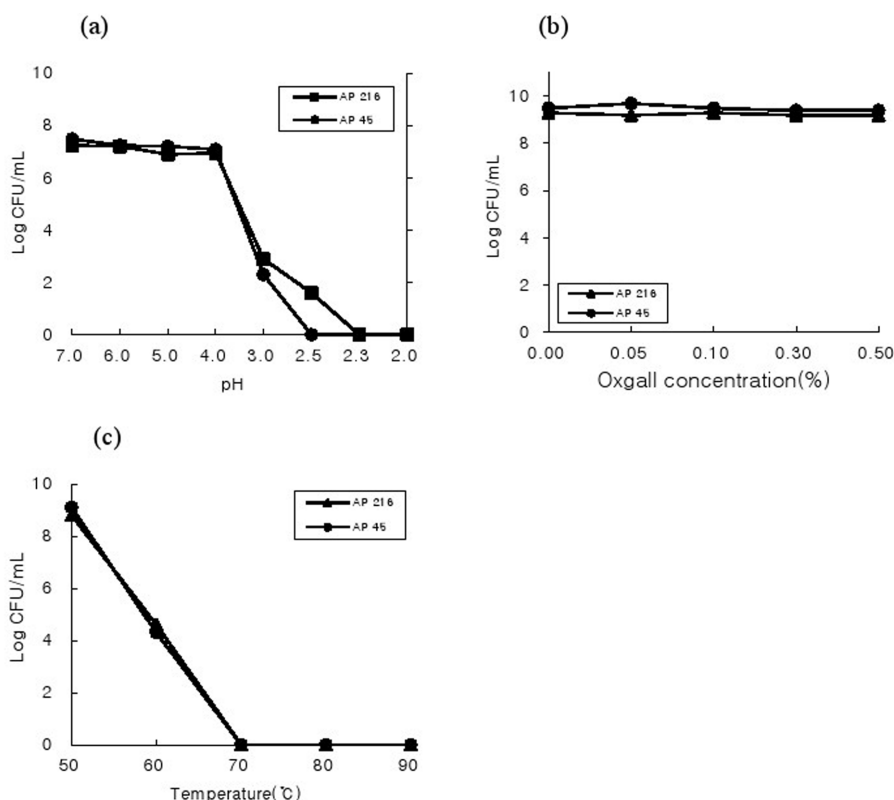 (a)
10
8
6
4
2
0
Log CFU/mL
AP 216
AP 45
7.0 6.0 5.0 4.0 3.0 2.5 2.3 2.0
pH
(b)
10
8
6
4
2
0
Log CFU/mL
AP 216
AP 45
0.00 0.05 0.10 0.30 0.50
Oxgall concentration(%)
(c)
10
8
6
4
2
0
Log CFU/mL
AP 216
AP 45
50 60 70 80 90
Temperature(℃)